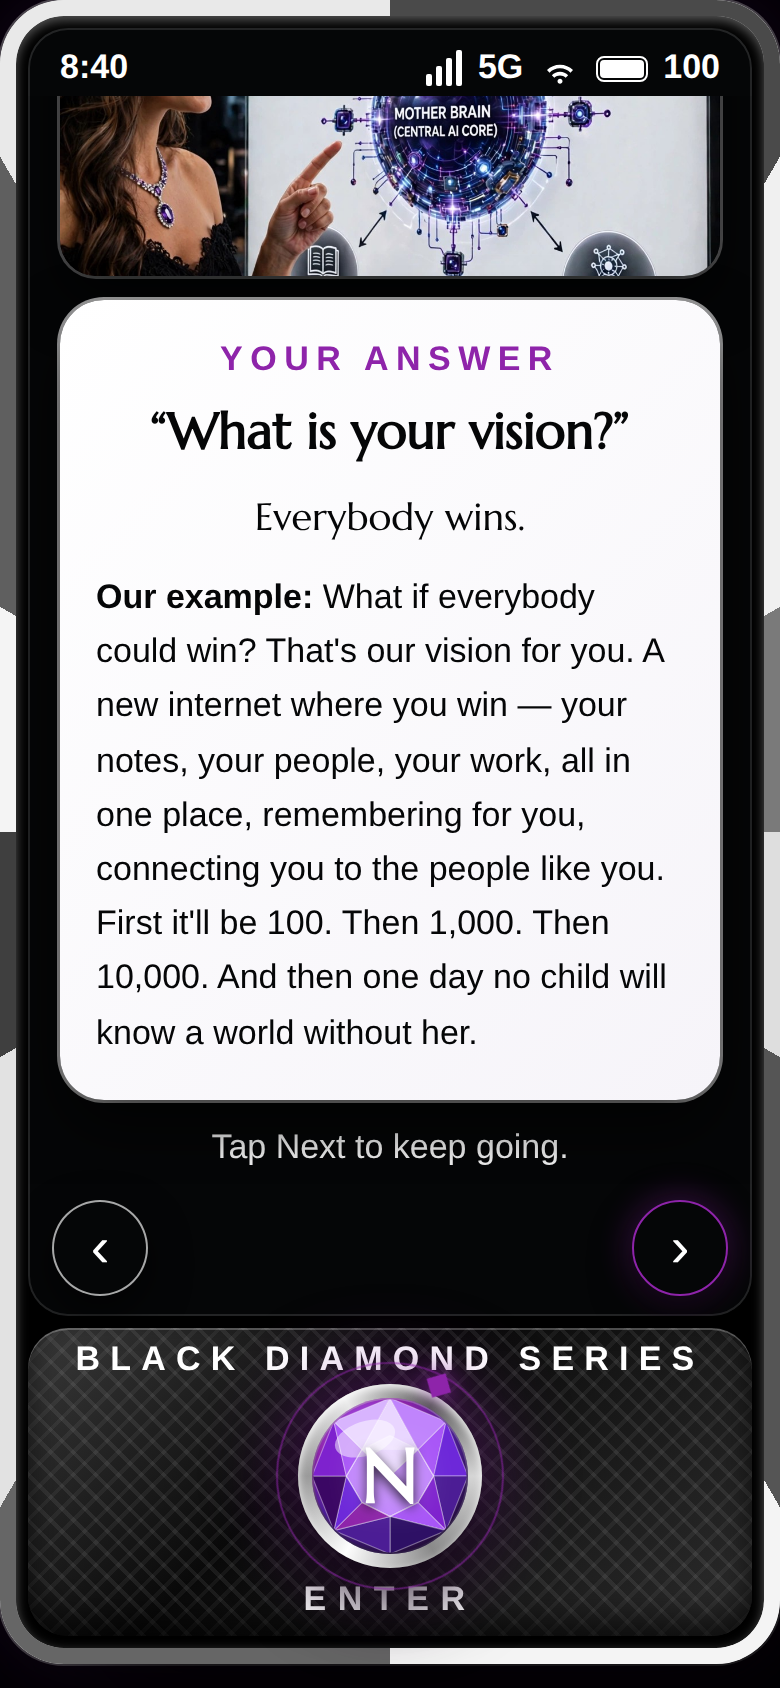 8:40 5G 100
MOTHER BRAIN
(CENTRAL AI CORE)
YOUR ANSWER
“What is your vision?”
Everybody wins.
Our example: What if everybody
could win? That's our vision for you. A
new internet where you win — your
notes, your people, your work, all in
one place, remembering for you,
connecting you to the people like you.
First it'll be 100. Then 1,000. Then
10,000. And then one day no child will
know a world without her.
Tap Next to keep going.
‹ ›
BLACK DIAMOND SERIES
N
ENTER